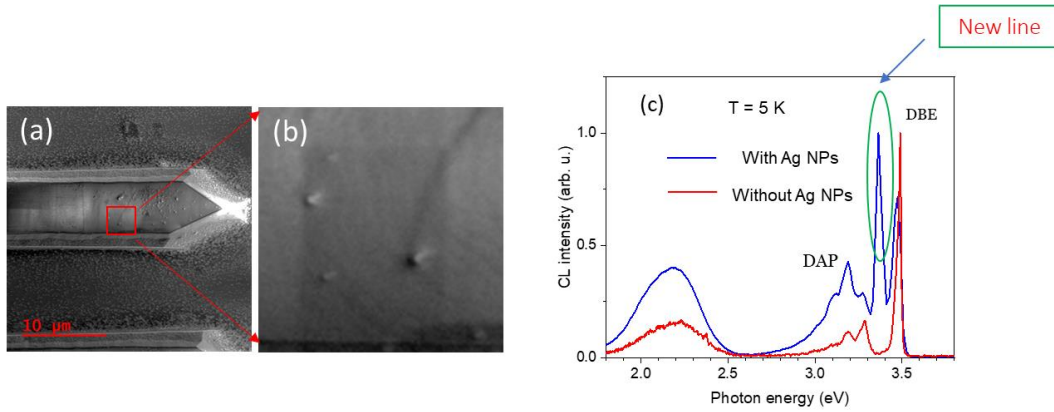 New line
(a)
10 µm
(b)
(c)
T = 5 K
DBE
With Ag NPs
Without Ag NPs
DAP
CL intensity (arb. u.)
1.0
0.5
0.0
2.0
2.5
3.0
3.5
Photon energy (eV)